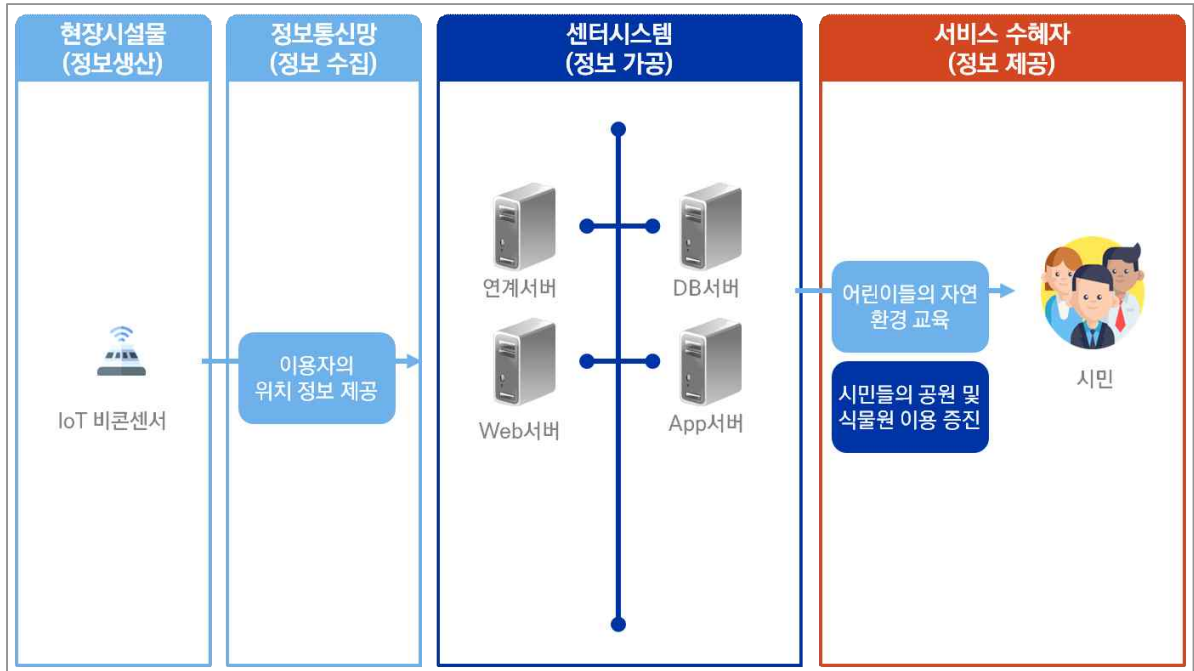 현장시설물
(정보생산)
정보통신망
(정보 수집)
센터시스템
(정보 가공)
서비스 수혜자
(정보 제공)
IoT 비콘센서
이용자의
위치 정보 제공
연계서버
DB서버
Web서버
App서버
어린이들의 자연
환경 교육
시민들의 공원 및
식물원 이용 증진
시민